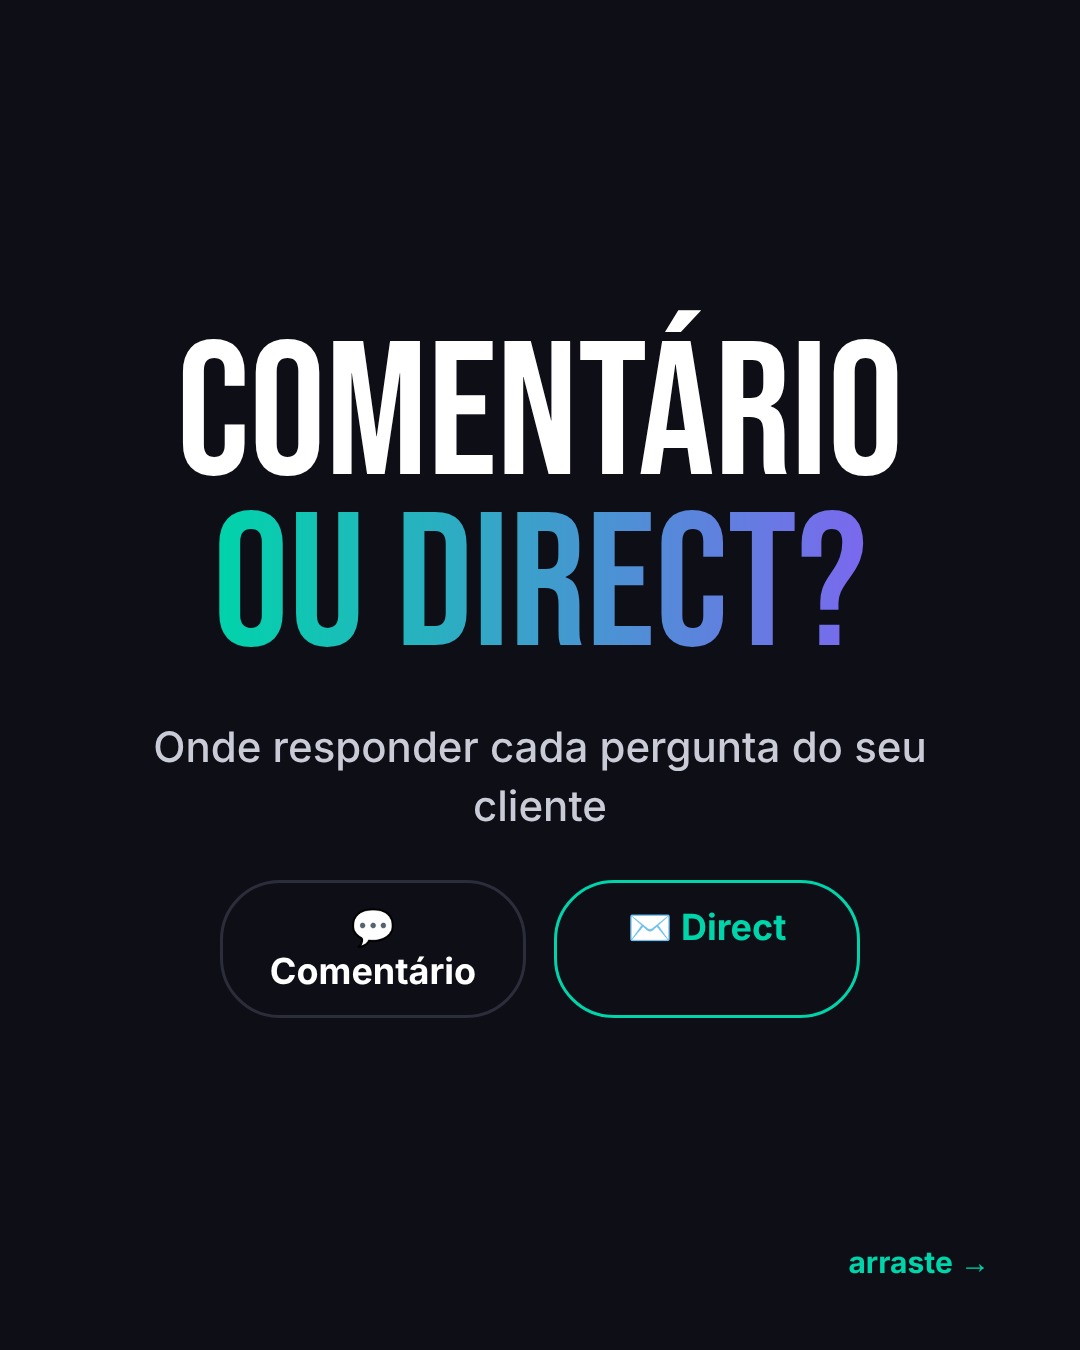 COMENTÁRIO
OU DIRECT?
Onde responder cada pergunta do seu
cliente
💬
Comentário
✉️ Direct
arraste →